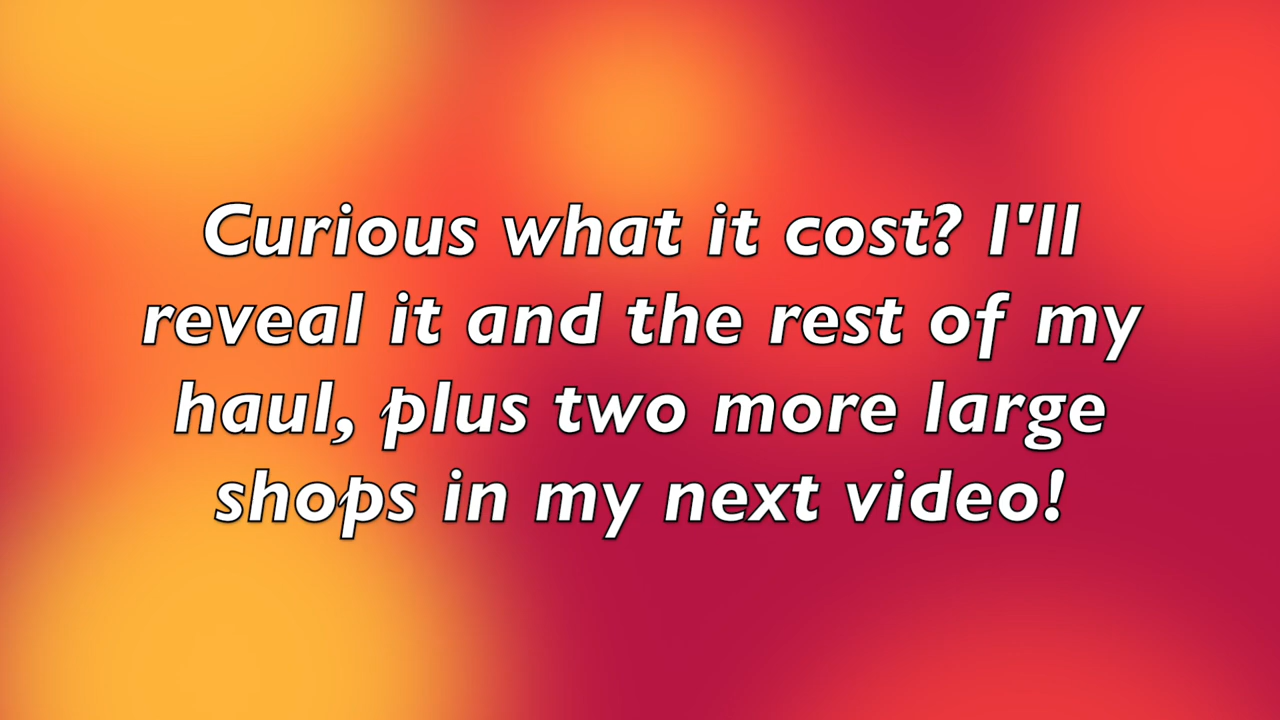 Curious what it cost? I'll
reveal it and the rest of my
haul, plus two more large
shops in my next video!